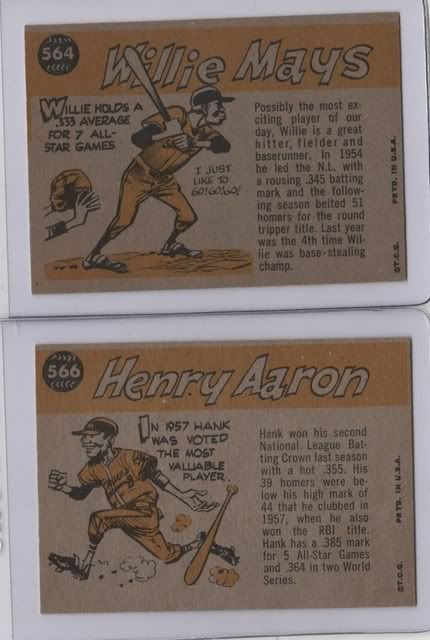 564
Willie Mays
WILLIE HOLDS A
.333 AVERAGE
FOR 7 ALL-
STAR GAMES
I JUST
LIKE TO
GO! GO! GO!
Possibly the most ex-
citing player of our
day, Willie is a great
hitter, fielder and
baserunner. In 1954
he led the N.L. with
a rousing .345 batting
mark and the follow-
ing season belted 51
homers for the round
tripper title. Last year
was the 4th time Wil-
lie was base-stealing
champ.
©T.C.G. PRTD. IN U.S.A.
566
Henry Aaron
IN 1957 HANK
WAS VOTED
THE MOST
VALUABLE
PLAYER
Hank won his second
National League Bat-
ting Crown last season
with a hot .355. His
39 homers were be-
low his high mark of
44 that he clubbed in
1957, when he also
won the RBI title.
Hank has a .385 mark
for 5 All-Star Games
and .364 in two World
Series.
©T.C.G. PRTD. IN U.S.A.